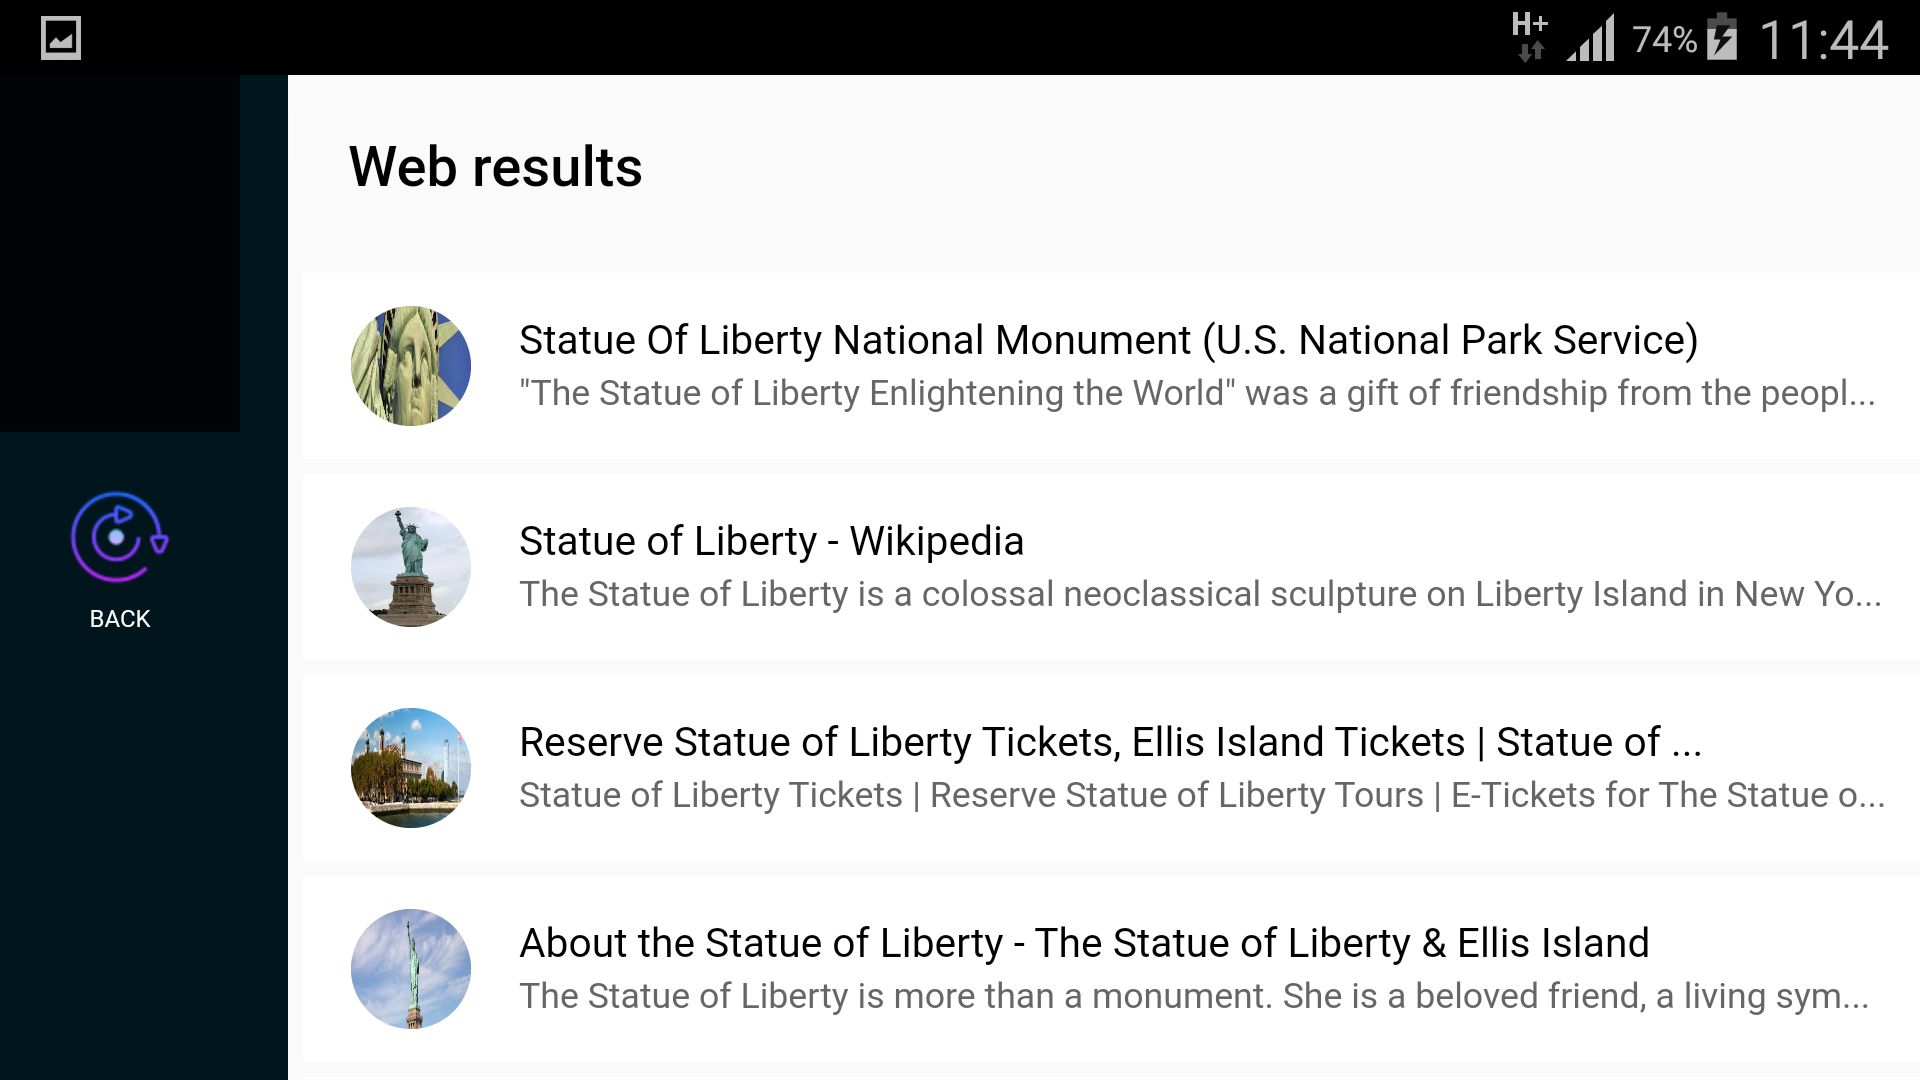 H+ 74% 11:44
Web results
Statue Of Liberty National Monument (U.S. National Park Service)
"The Statue of Liberty Enlightening the World" was a gift of friendship from the peopl...
Statue of Liberty - Wikipedia
The Statue of Liberty is a colossal neoclassical sculpture on Liberty Island in New Yo...
BACK
Reserve Statue of Liberty Tickets, Ellis Island Tickets | Statue of ...
Statue of Liberty Tickets | Reserve Statue of Liberty Tours | E-Tickets for The Statue o...
About the Statue of Liberty - The Statue of Liberty & Ellis Island
The Statue of Liberty is more than a monument. She is a beloved friend, a living sym...